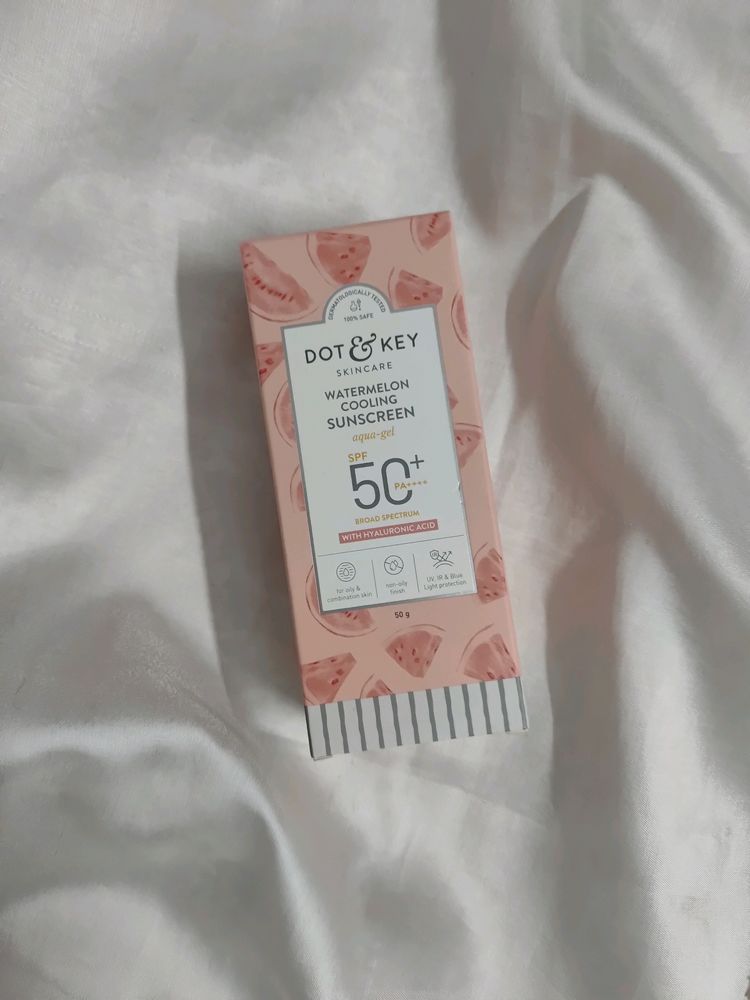 DERMATOLOGICALLY TESTED
100% SAFE
DOT & KEY
SKINCARE
WATERMELON
COOLING
SUNSCREEN
aqua-gel
SPF
50+
PA++++
BROAD SPECTRUM
WITH HYALURONIC ACID
for oily &
combination skin
non-oily
finish
UV, IR & Blue
Light protection
50 g